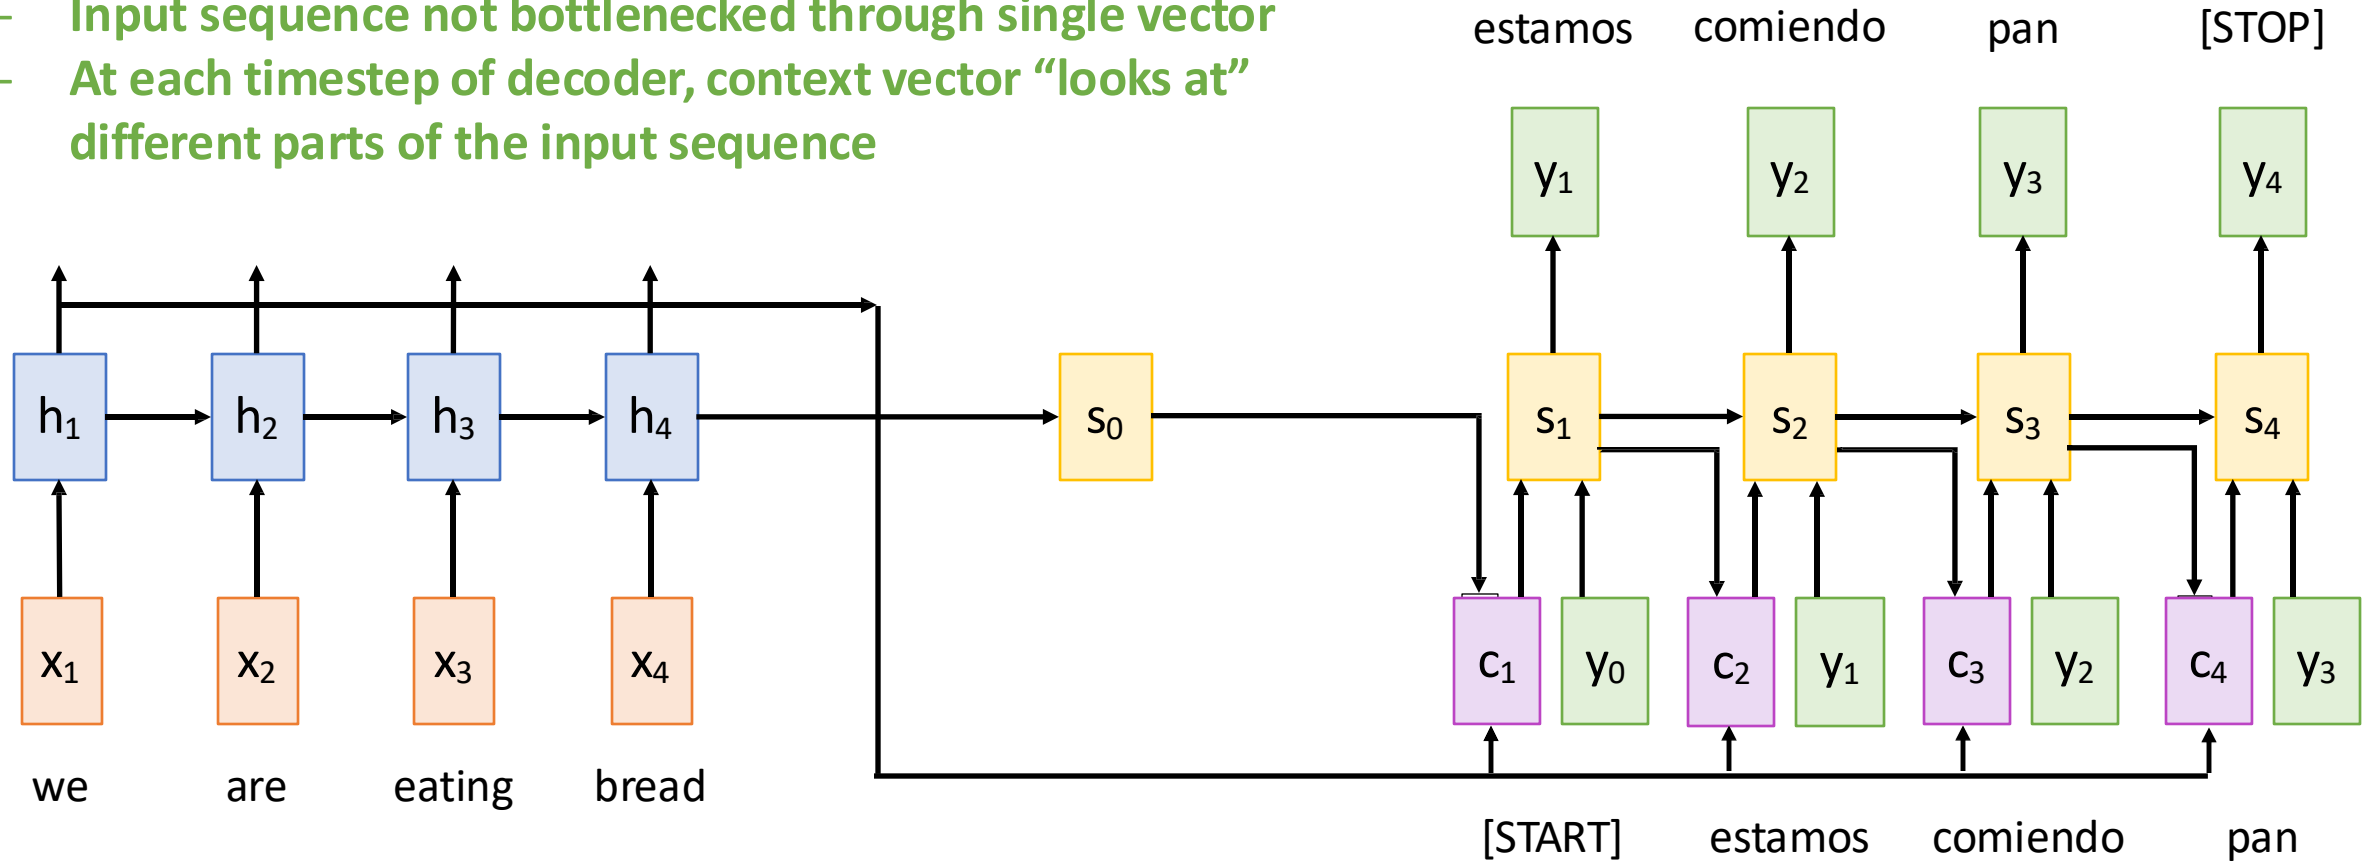 - Input sequence not bottlenecked through single vector
- At each timestep of decoder, context vector “looks at”
different parts of the input sequence
estamos comiendo pan [STOP]
y₁ y₂ y₃ y₄
h₁ h₂ h₃ h₄ s₀ s₁ s₂ s₃ s₄
x₁ x₂ x₃ x₄ c₁ y₀ c₂ y₁ c₃ y₂ c₄ y₃
we are eating bread
[START] estamos comiendo pan